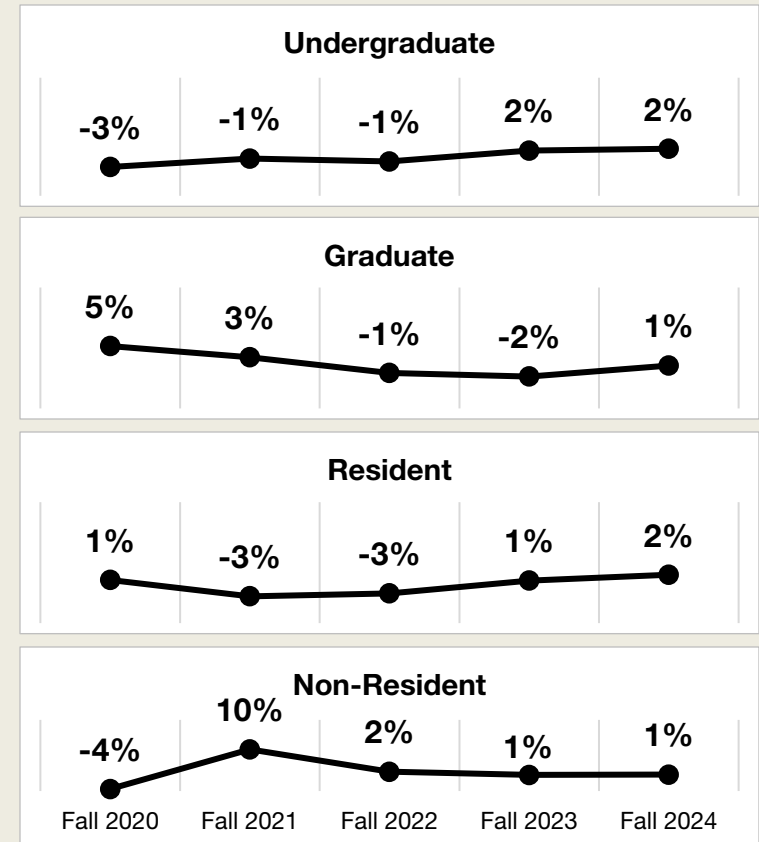 Undergraduate
-3% -1% -1% 2% 2%
Graduate
5% 3% -1% -2% 1%
Resident
1% -3% -3% 1% 2%
Non-Resident
-4% 10% 2% 1% 1%
Fall 2020 Fall 2021 Fall 2022 Fall 2023 Fall 2024